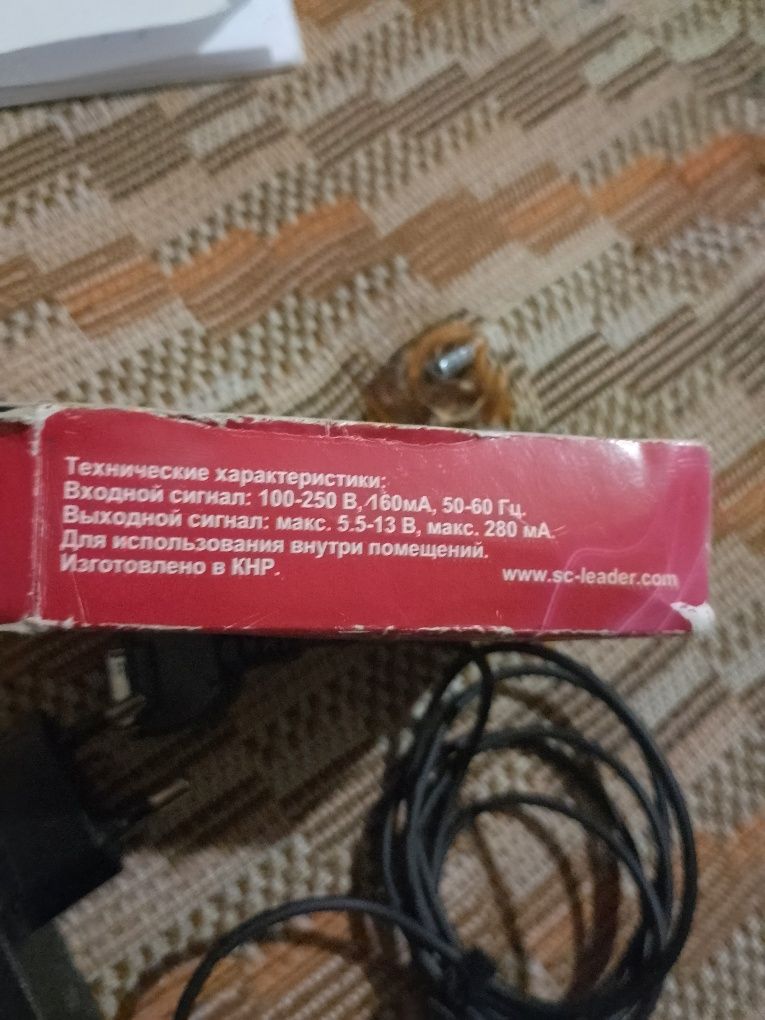 Технические характеристики:
Входной сигнал: 100-250 В, 160мА, 50-60 Гц.
Выходной сигнал: макс. 5.5-13 В, макс. 280 мА.
Для использования внутри помещений.
Изготовлено в КНР.
www.sc-leader.com